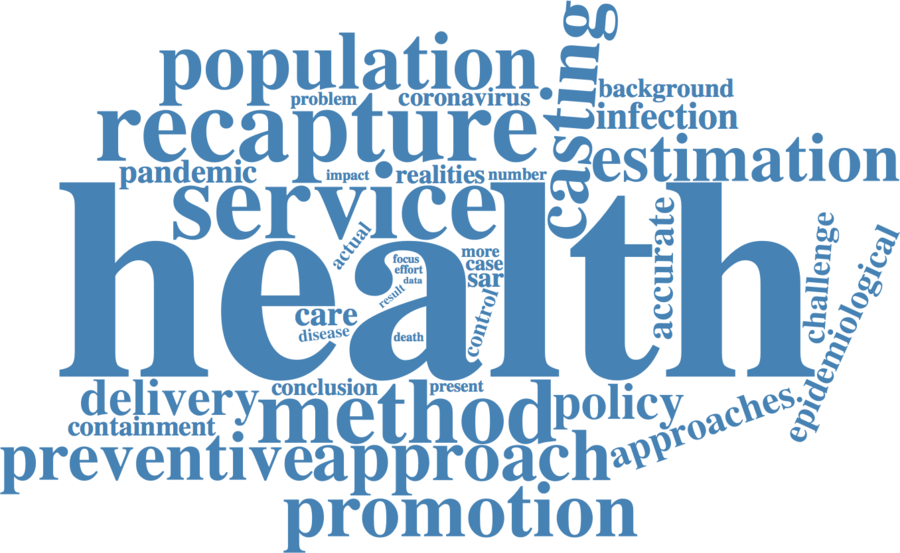 population
casting
background
problem
coronavirus
recapture
infection
estimation
pandemic
impact
realities
number
service
health
actual
focus
effort
data
more
case
sar
accurate
challenge
epidemiological
result
control
care
disease
death
delivery
conclusion
present
method
policy
approaches.
containment
preventive
approach
promotion